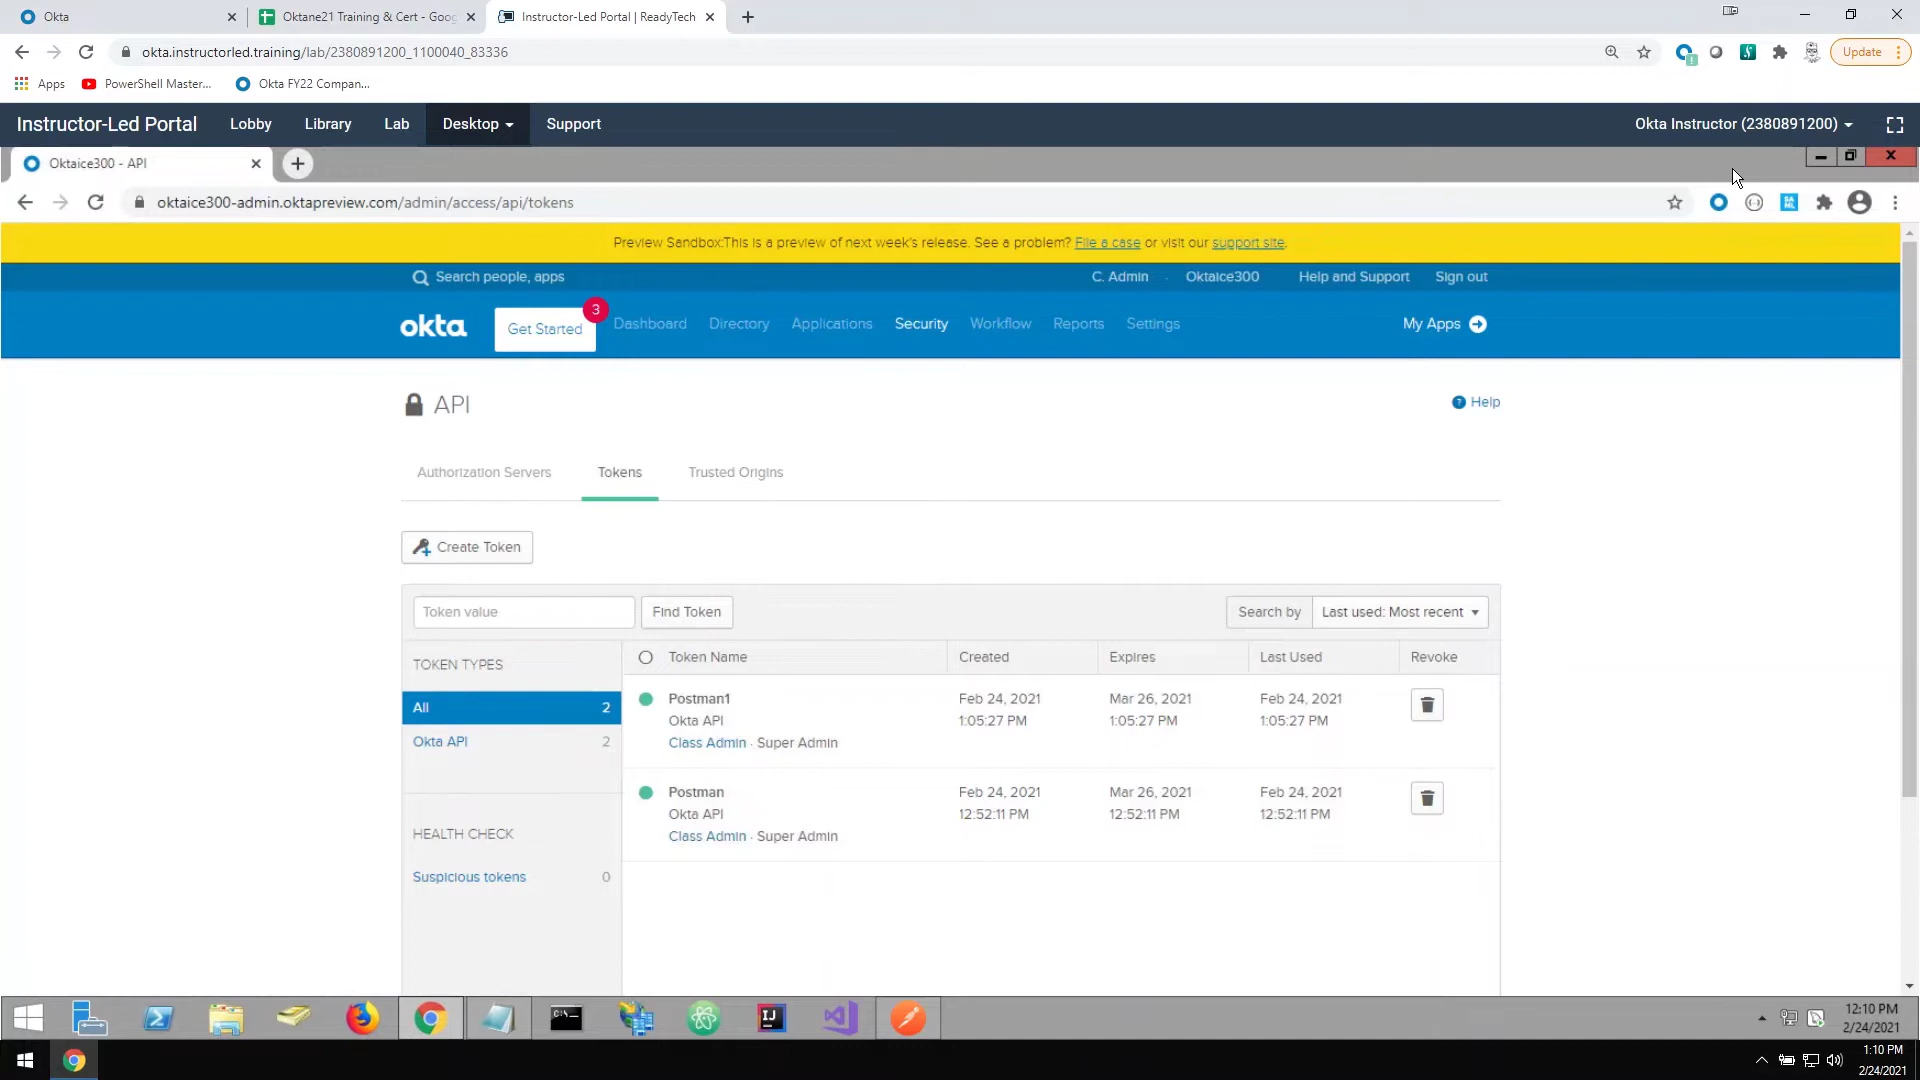 Okta
Oktane21 Training & Cert - Goog
Instructor-Led Portal | ReadyTech
okta.instructorled.training/lab/2380891200_1100040_83336
Update
Apps
PowerShell Master...
Okta FY22 Compan...
Instructor-Led Portal
Lobby
Library
Lab
Desktop
Support
Okta Instructor (2380891200)
Oktaice300 - API
oktaice300-admin.oktapreview.com/admin/access/api/tokens
Preview Sandbox:This is a preview of next week's release. See a problem? File a case or visit our support site.
Search people, apps
C. Admin
Oktaice300
Help and Support
Sign out
okta
Get Started
3
Dashboard
Directory
Applications
Security
Workflow
Reports
Settings
My Apps
API
Help
Authorization Servers
Tokens
Trusted Origins
Create Token
Token value
Find Token
Search by
Last used: Most recent
TOKEN TYPES
All 2
Okta API 2
HEALTH CHECK
Suspicious tokens 0
Token Name Created Expires Last Used Revoke
Postman1 Feb 24, 2021 Mar 26, 2021 Feb 24, 2021
Okta API 1:05:27 PM 1:05:27 PM 1:05:27 PM
Class Admin · Super Admin
Postman Feb 24, 2021 Mar 26, 2021 Feb 24, 2021
Okta API 12:52:11 PM 12:52:11 PM 12:52:11 PM
Class Admin · Super Admin
C:\
IJ
12:10 PM
2/24/2021
1:10 PM
2/24/2021